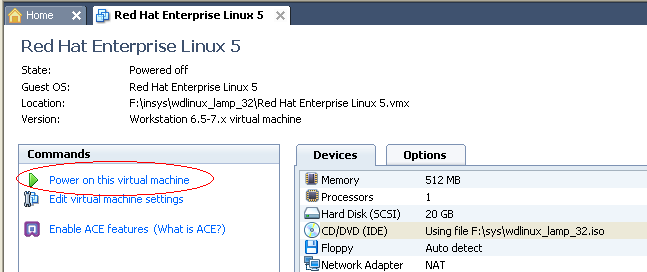 Home
Red Hat Enterprise Linux 5
Red Hat Enterprise Linux 5
State: Powered off
Guest OS: Red Hat Enterprise Linux 5
Location: F:\insys\wdlinux_lamp_32\Red Hat Enterprise Linux 5.vmx
Version: Workstation 6.5-7.x virtual machine
Commands
Power on this virtual machine
Edit virtual machine settings
Enable ACE features (What is ACE?)
Devices Options
Memory 512 MB
Processors 1
Hard Disk (SCSI) 20 GB
CD/DVD (IDE) Using file F:\sys\wdlinux_lamp_32.iso
Floppy Auto detect
Network Adapter NAT